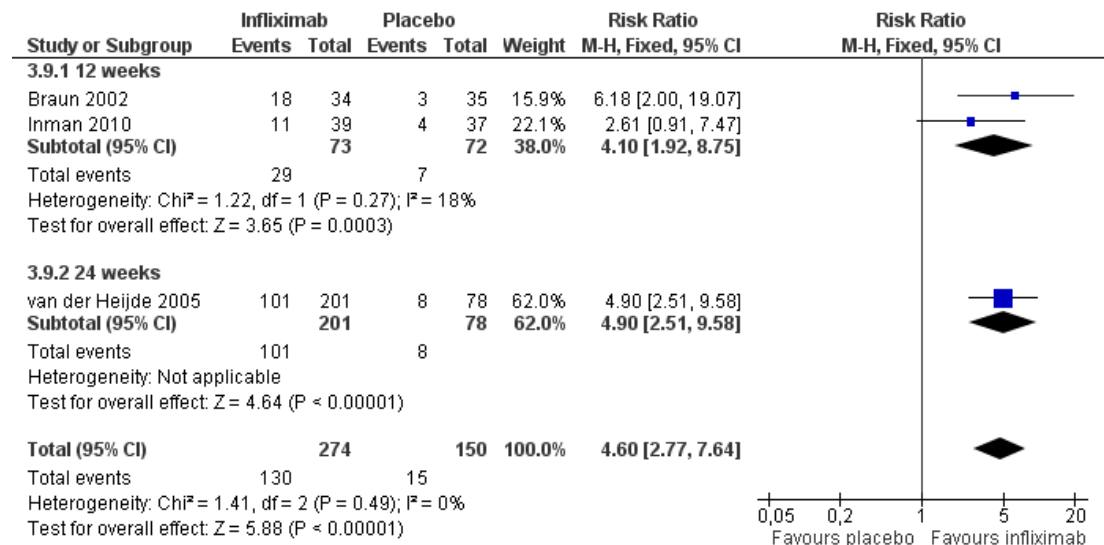 Infliximab Placebo Risk Ratio Risk Ratio
Study or Subgroup Events Total Events Total Weight M-H, Fixed, 95% CI M-H, Fixed, 95% CI
3.9.1 12 weeks
Braun 2002 18 34 3 35 15.9% 6.18 [2.00, 19.07]
Inman 2010 11 39 4 37 22.1% 2.61 [0.91, 7.47]
Subtotal (95% CI) 73 72 38.0% 4.10 [1.92, 8.75]
Total events 29 7
Heterogeneity: Chi² = 1.22, df = 1 (P = 0.27); I² = 18%
Test for overall effect: Z = 3.65 (P = 0.0003)
3.9.2 24 weeks
van der Heijde 2005 101 201 8 78 62.0% 4.90 [2.51, 9.58]
Subtotal (95% CI) 201 78 62.0% 4.90 [2.51, 9.58]
Total events 101 8
Heterogeneity: Not applicable
Test for overall effect: Z = 4.64 (P < 0.00001)
Total (95% CI) 274 150 100.0% 4.60 [2.77, 7.64]
Total events 130 15
Heterogeneity: Chi² = 1.41, df = 2 (P = 0.49); I² = 0%
Test for overall effect: Z = 5.88 (P < 0.00001)
0,05 0,2 1 5 20
Favours placebo Favours infliximab